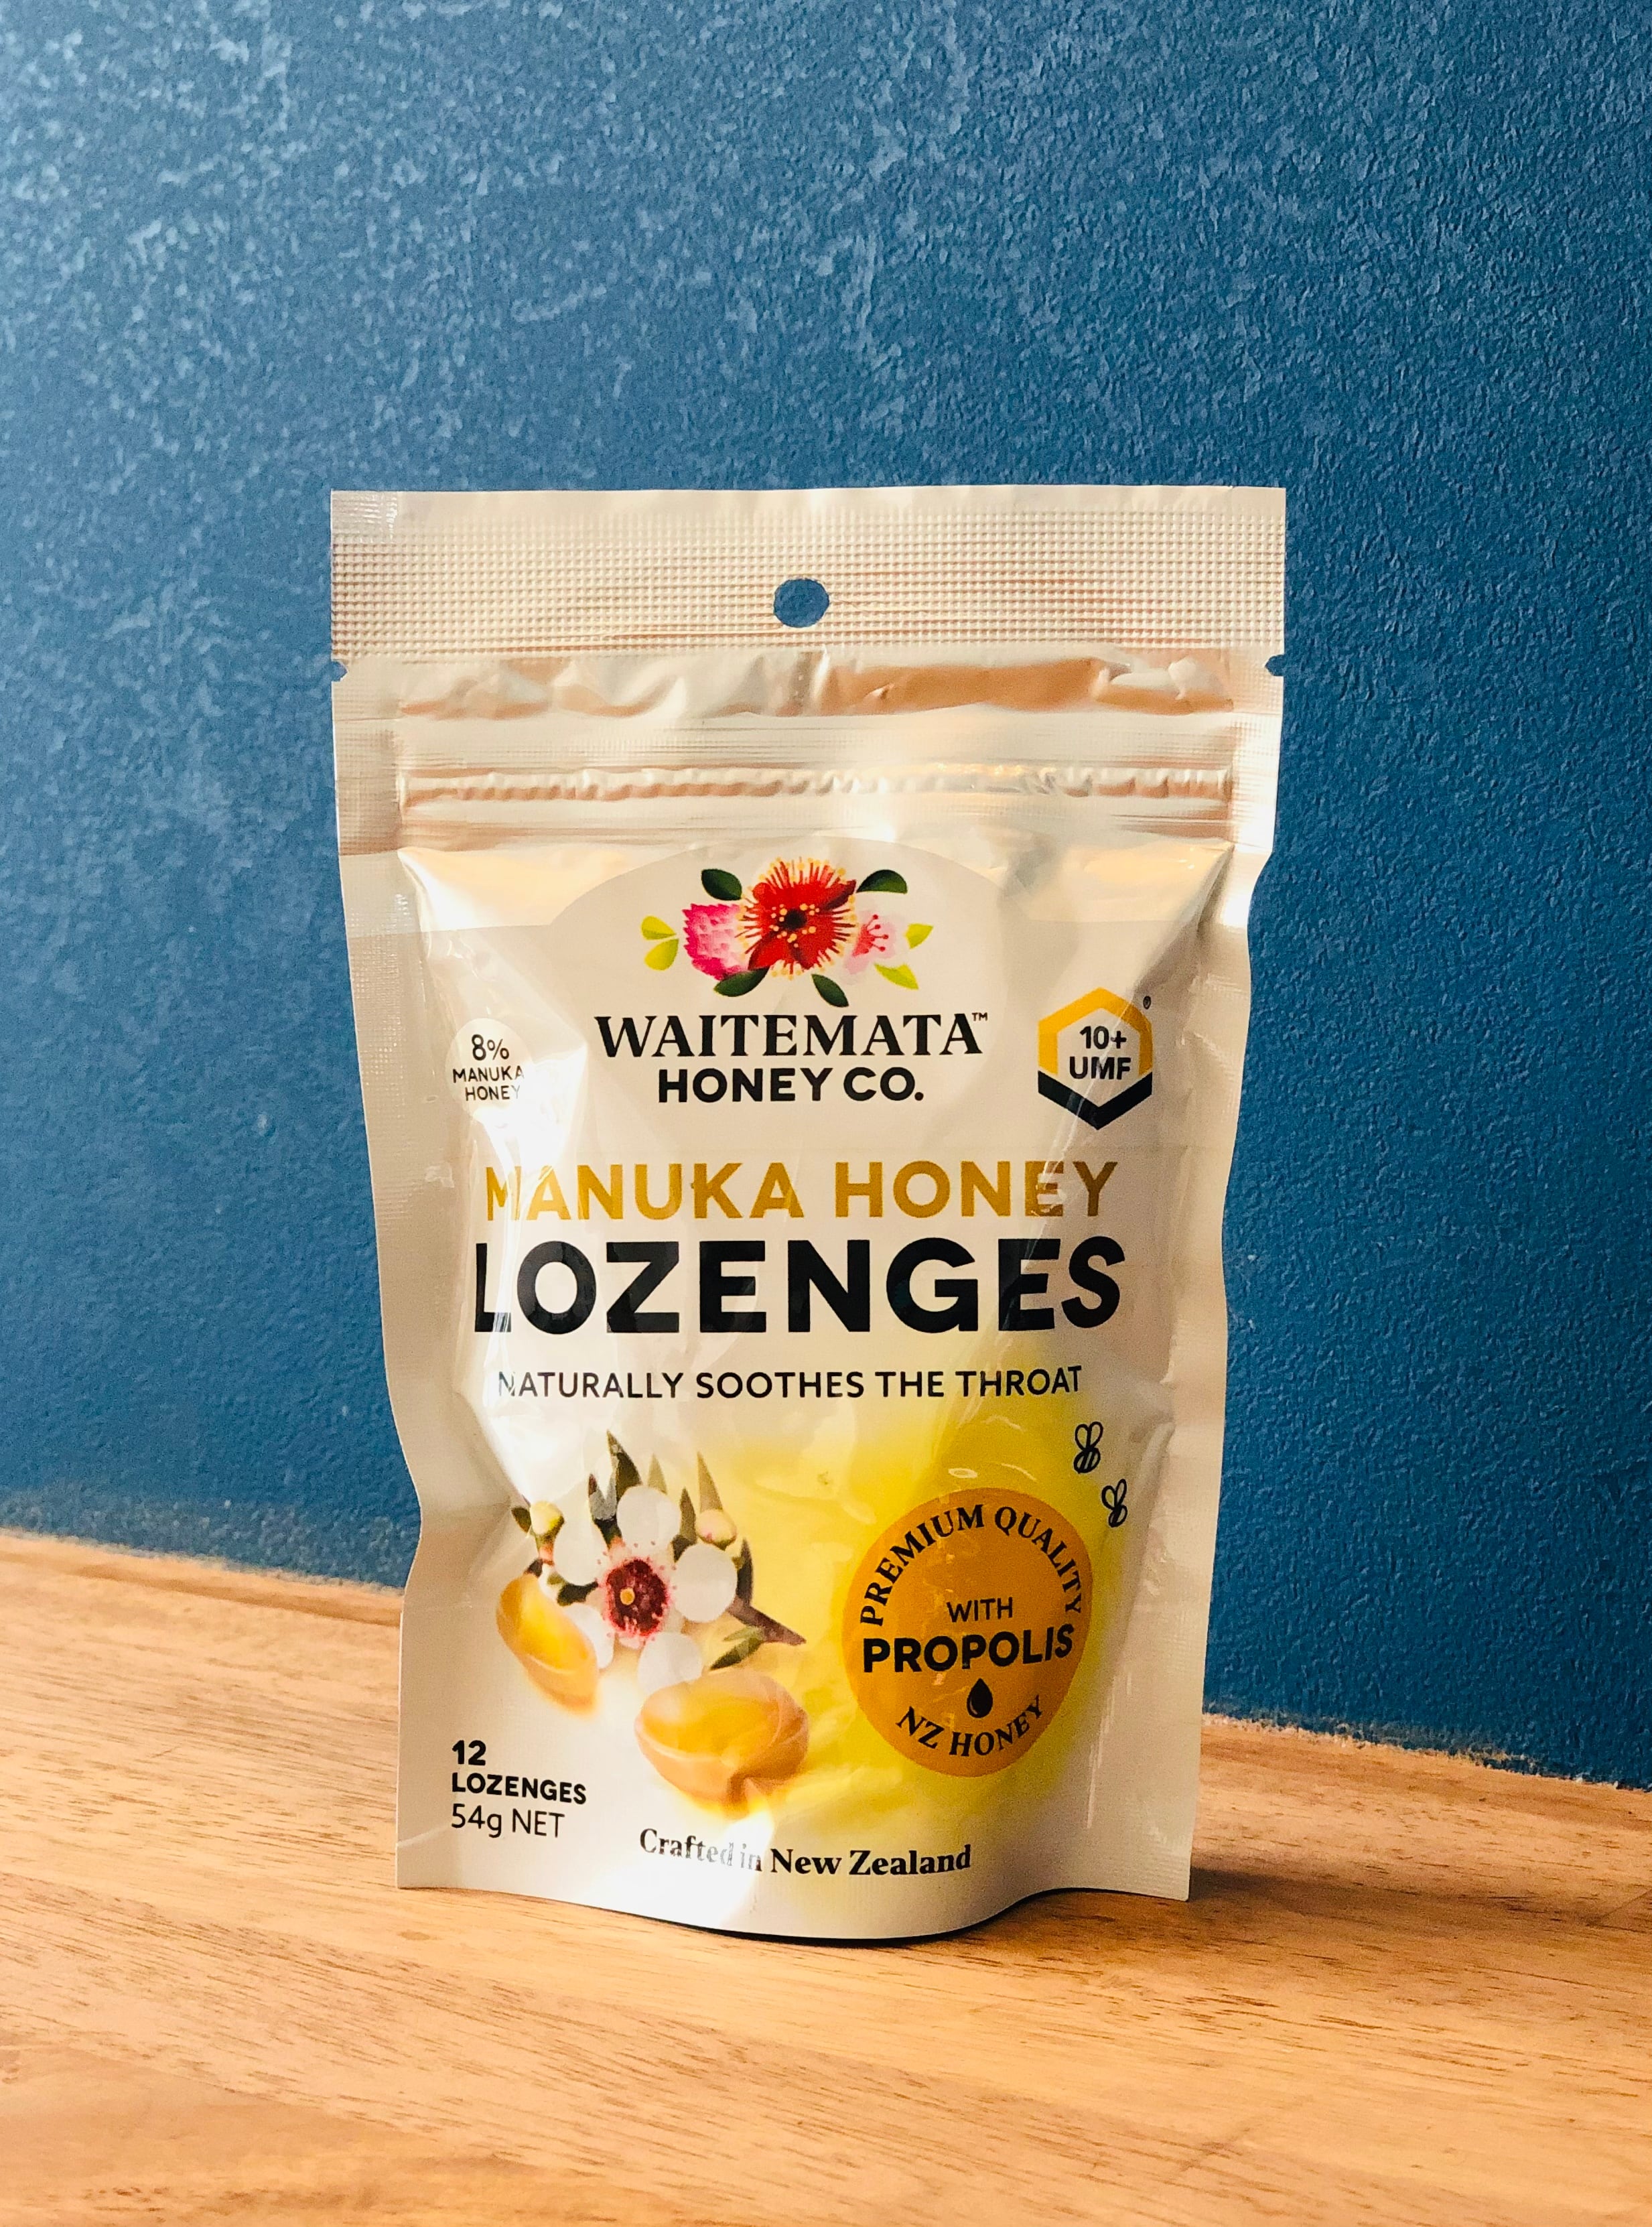 WAITEMATA™
HONEY CO.
8%
MANUKA
HONEY
10+
UMF
®
MANUKA HONEY
LOZENGES
NATURALLY SOOTHES THE THROAT
PREMIUM QUALITY
WITH
PROPOLIS
NZ HONEY
12
LOZENGES
54g NET
Crafted in New Zealand